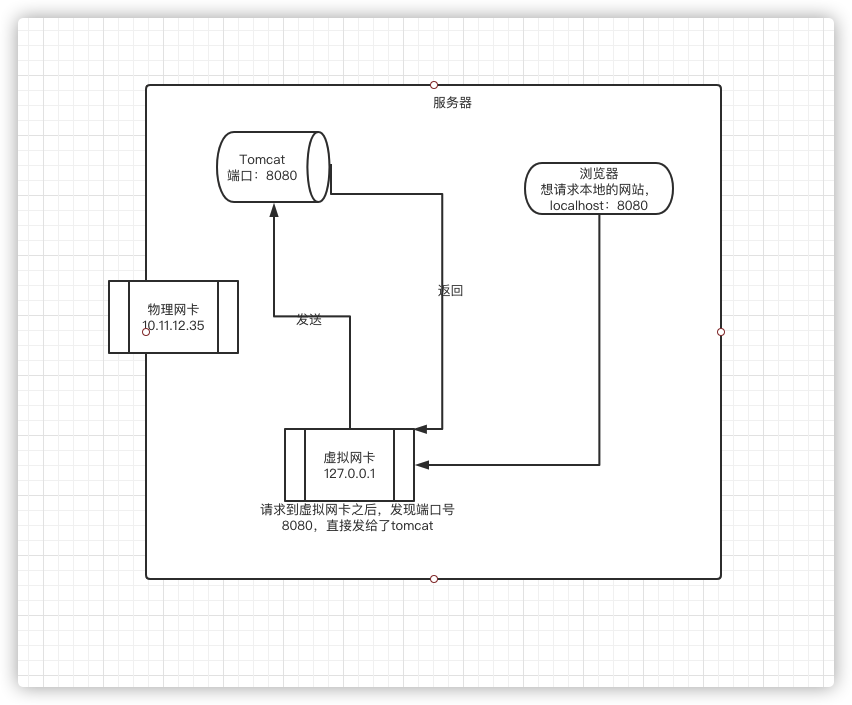 服务器
Tomcat
端口：8080
浏览器
想请求本地的网站，
localhost：8080
返回
物理网卡
10.11.12.35
发送
虚拟网卡
127.0.0.1
请求到虚拟网卡之后，发现端口号
8080，直接发给了tomcat